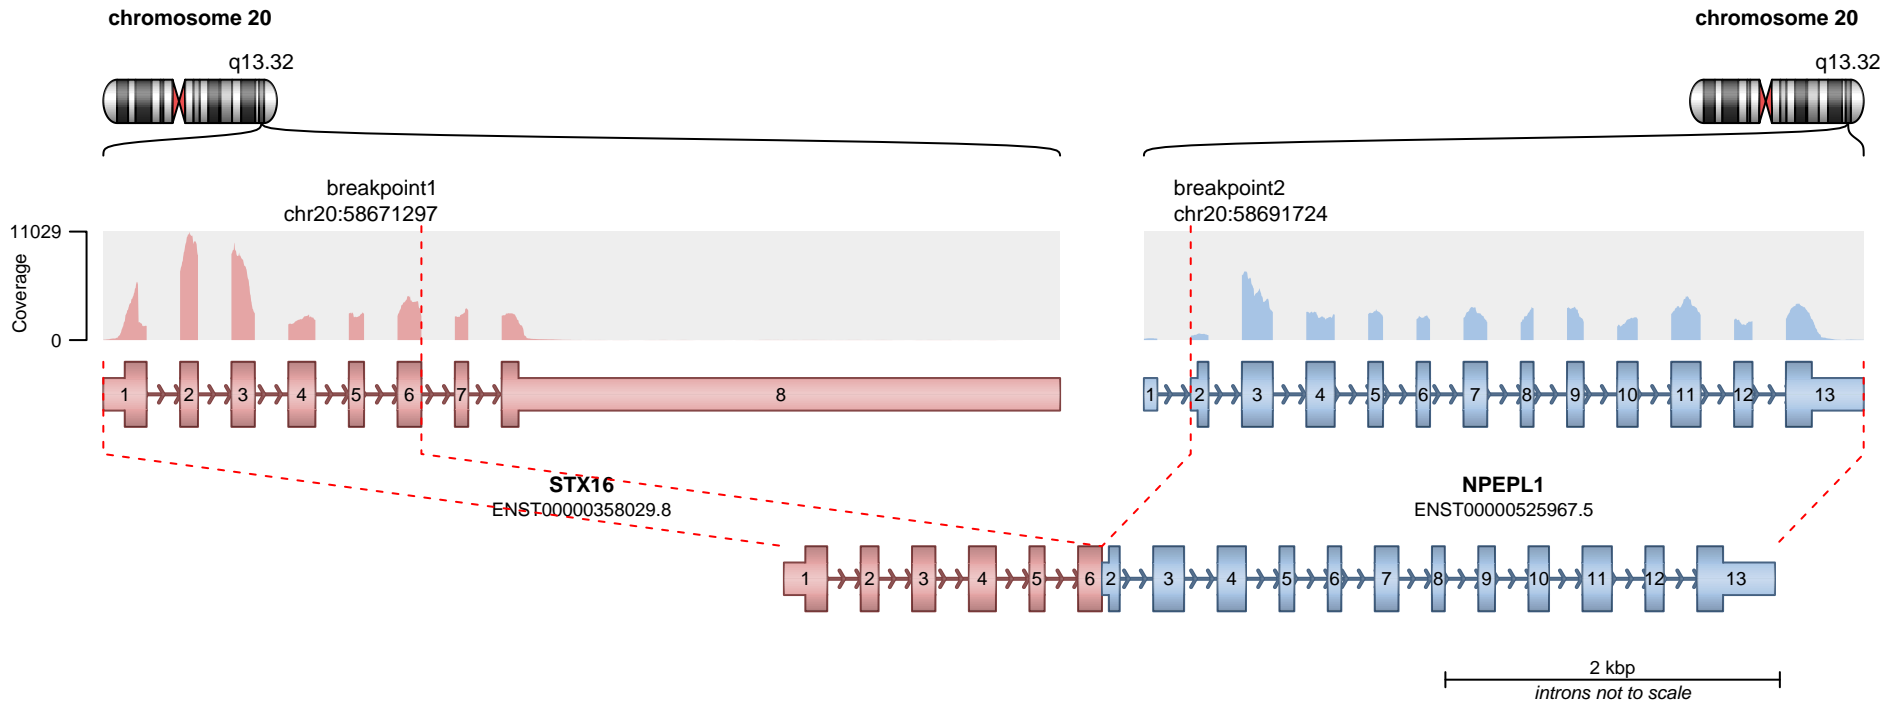 chromosome 20
chromosome 20
q13.32
q13.32
breakpoint1
chr20:58671297
breakpoint2
chr20:58691724
11029
Coverage
0
1 2 3 4 5 6 7 8
1 2 3 4 5 6 7 8 9 10 11 12 13
STX16
ENST00000358029.8
NPEPL1
ENST00000525967.5
1 2 3 4 5 6 2 3 4 5 6 7 8 9 10 11 12 13
2 kbp
introns not to scale